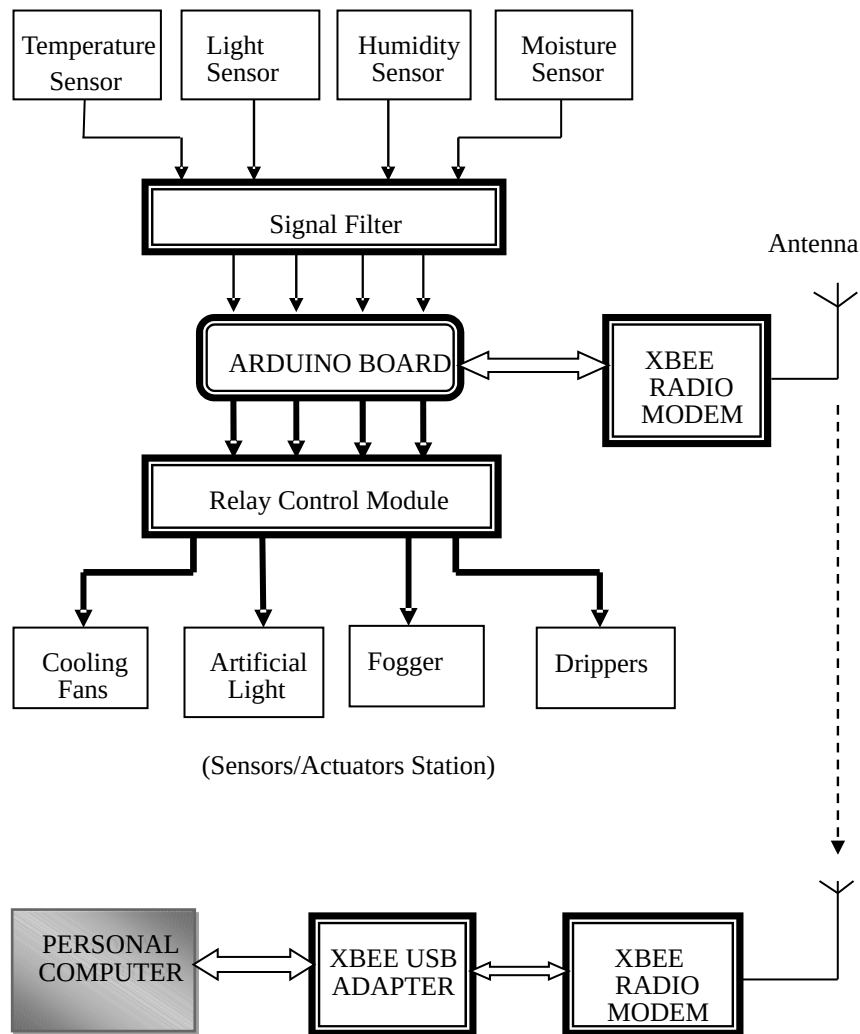 Temperature
Sensor
Light
Sensor
Humidity
Sensor
Moisture
Sensor
Signal Filter
Antenna
ARDUINO BOARD
XBEE
RADIO
MODEM
Relay Control Module
Cooling
Fans
Artificial
Light
Fogger
Drippers
(Sensors/Actuators Station)
PERSONAL
COMPUTER
XBEE USB
ADAPTER
XBEE
RADIO
MODEM